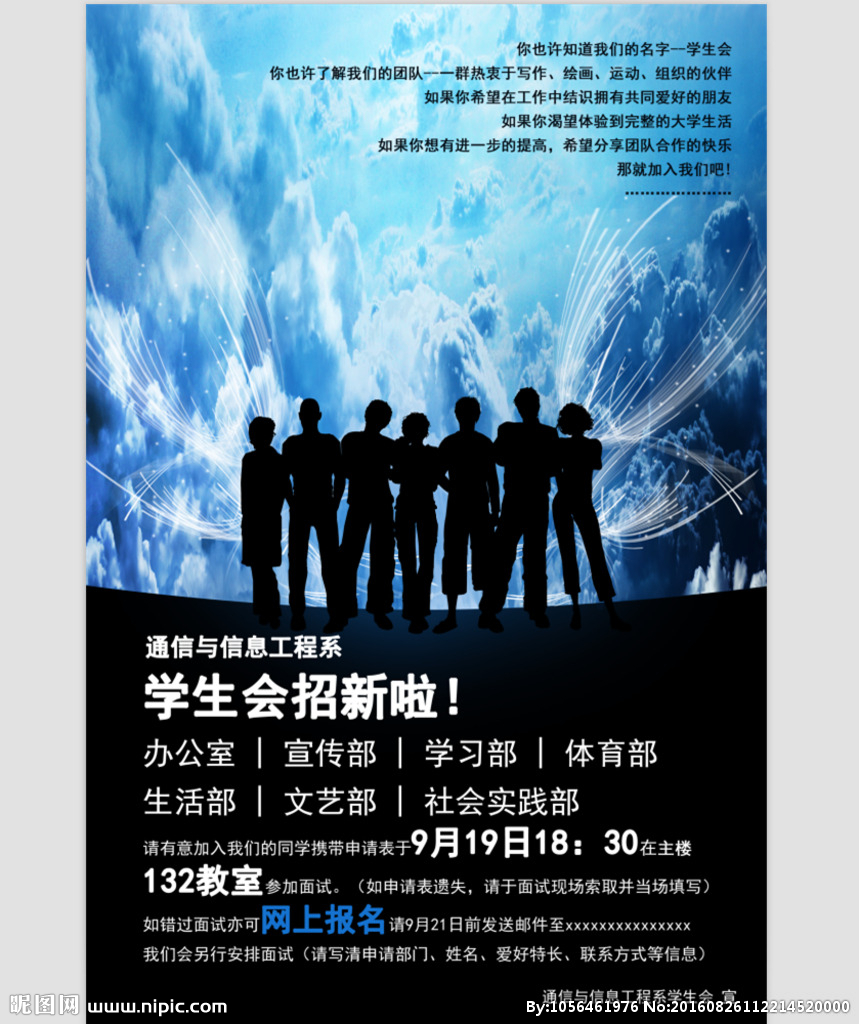 你也许知道我们的名字--学生会
你也许了解我们的团队--一群热衷于写作、绘画、运动、组织的伙伴
如果你希望在工作中结识拥有共同爱好的朋友
如果你渴望体验到完整的大学生活
如果你想有进一步的提高，希望分享团队合作的快乐
那就加入我们吧!
····················
通信与信息工程系
学生会招新啦！
办公室 | 宣传部 | 学习部 | 体育部
生活部 | 文艺部 | 社会实践部
请有意加入我们的同学携带申请表于9月19日18：30在主楼
132教室参加面试。（如申请表遗失，请于面试现场索取并当场填写）
如错过面试亦可网上报名请9月21日前发送邮件至xxxxxxxxxxxxxxx
我们会另行安排面试（请写清申请部门、姓名、爱好特长、联系方式等信息）
通信与信息工程系学生会 宣
昵图网 www.nipic.com
By:1056461976 No:20160826112214520000